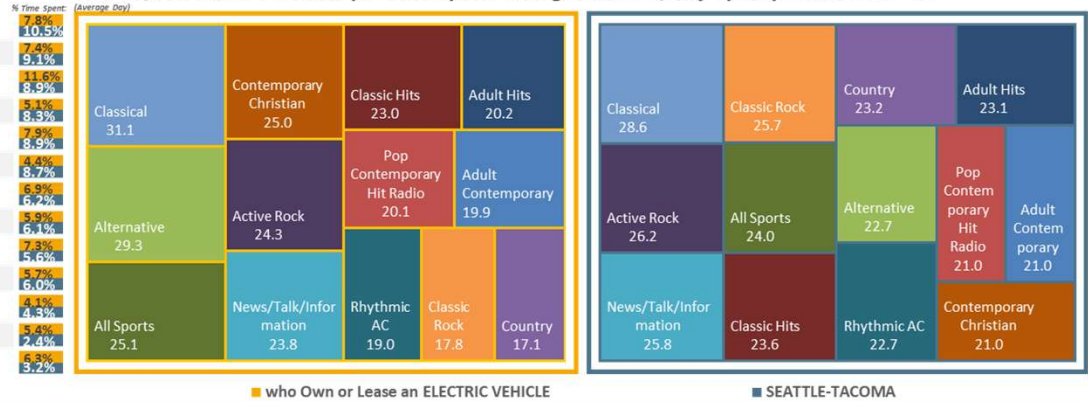 % Time Spent: (Average Day)
7.8%
10.5%
7.4%
9.1%
11.6%
8.9%
5.1%
8.3%
7.9%
8.9%
4.4%
8.7%
6.9%
6.2%
5.9%
6.1%
7.3%
5.6%
5.7%
6.0%
4.1%
4.3%
5.4%
2.4%
6.3%
3.2%
Classical
31.1
Alternative
29.3
All Sports
25.1
Contemporary
Christian
25.0
Active Rock
24.3
News/Talk/Infor
mation
23.8
Classic Hits
23.0
Adult Hits
20.2
Pop
Contemporary
Hit Radio
20.1
Adult
Contemporary
19.9
Rhythmic
AC
19.0
Classic
Rock
17.8
Country
17.1
Classical
28.6
Active Rock
26.2
News/Talk/Infor
mation
25.8
Classic Rock
25.7
All Sports
24.0
Classic Hits
23.6
Country
23.2
Adult Hits
23.1
Alternative
22.7
Rhythmic AC
22.7
Pop
Contem
porary
Hit
Radio
21.0
Adult
Contem
porary
21.0
Contemporary
Christian
21.0
who Own or Lease an ELECTRIC VEHICLE
SEATTLE-TACOMA